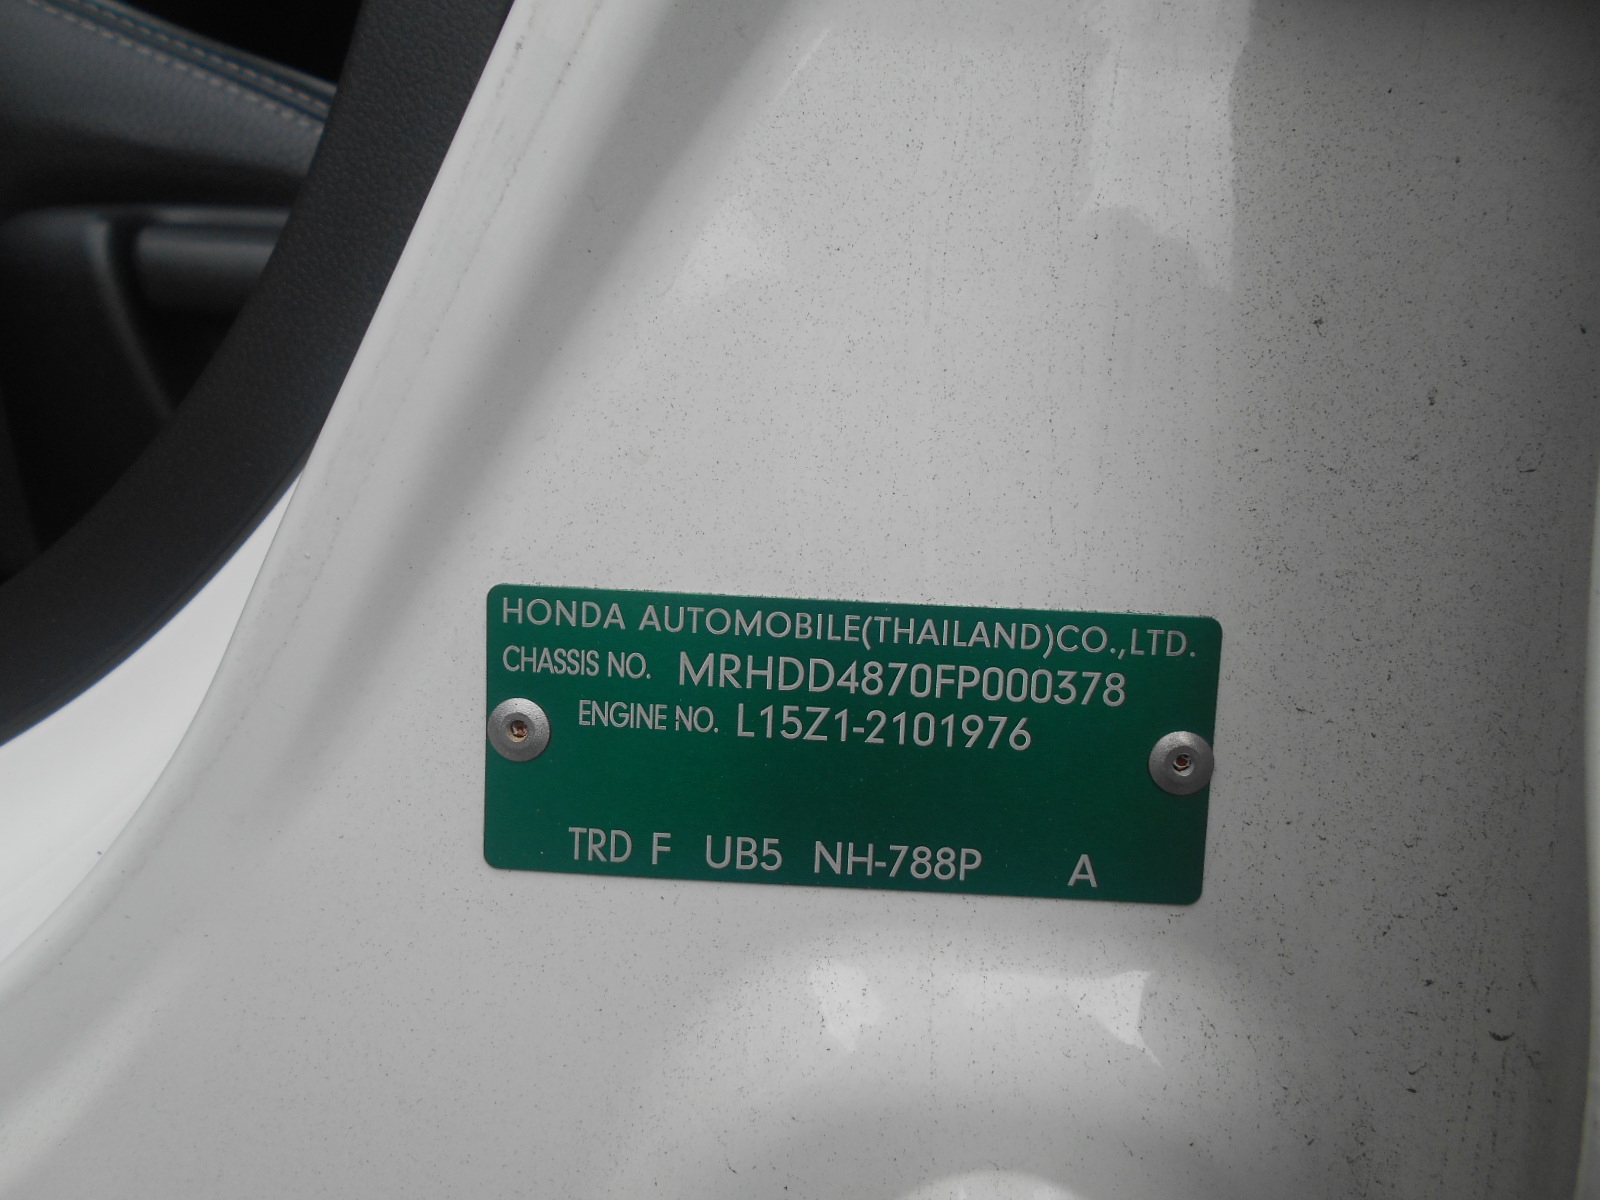 HONDA AUTOMOBILE(THAILAND)CO.,LTD.
CHASSIS NO. MRHDD4870FP000378
ENGINE NO. L15Z1-2101976
TRD F UB5 NH-788P A